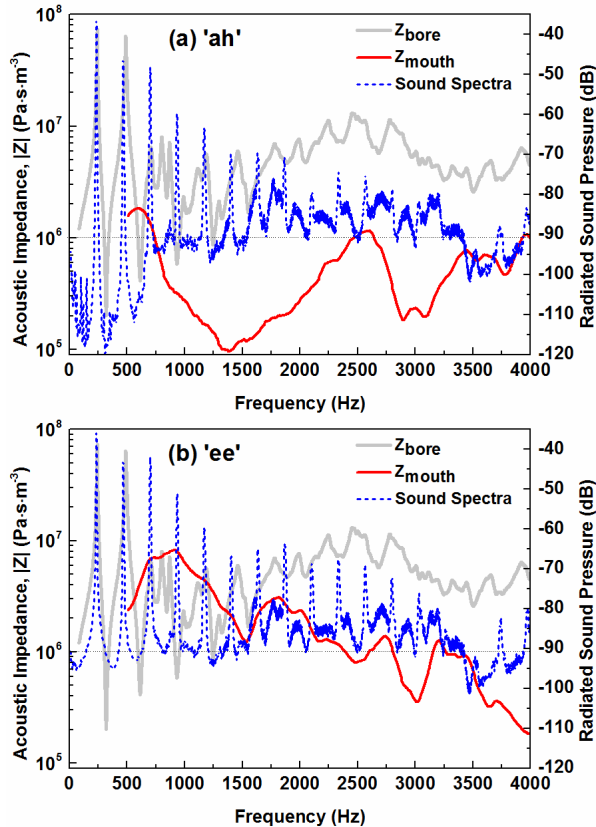 (a) 'ah'
Z_bore
Z_mouth
Sound Spectra
10^8
10^7
10^6
10^5
Acoustic Impedance, |Z| (Pa·s·m^-3)
-40
-50
-60
-70
-80
-90
-100
-110
-120
Radiated Sound Pressure (dB)
0 500 1000 1500 2000 2500 3000 3500 4000
Frequency (Hz)
(b) 'ee'
Z_bore
Z_mouth
Sound Spectra
10^8
10^7
10^6
10^5
Acoustic Impedance, |Z| (Pa·s·m^-3)
-40
-50
-60
-70
-80
-90
-100
-110
-120
Radiated Sound Pressure (dB)
0 500 1000 1500 2000 2500 3000 3500 4000
Frequency (Hz)